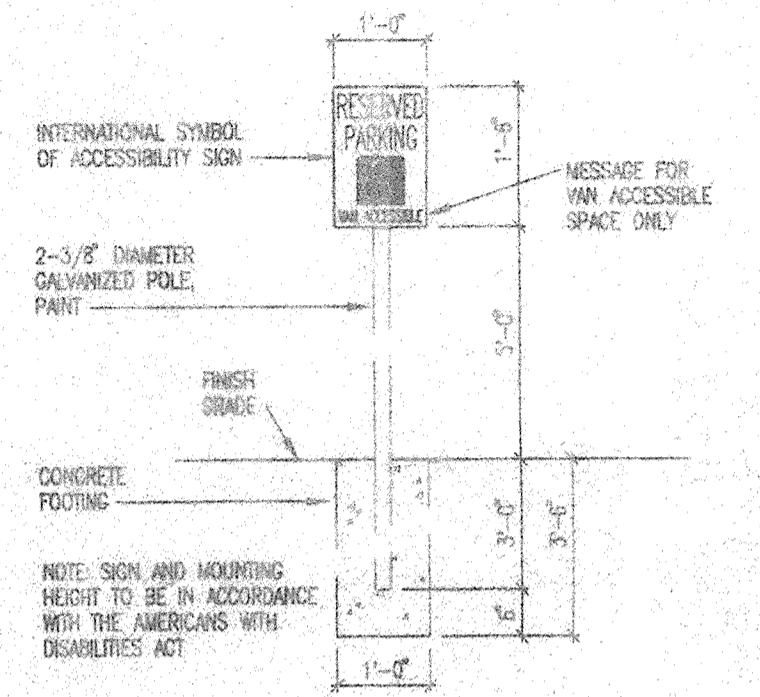 1'-0"
RESERVED
PARKING
VAN ACCESSIBLE
INTERNATIONAL SYMBOL
OF ACCESSIBILITY SIGN
1'-6"
MESSAGE FOR
VAN ACCESSIBLE
SPACE ONLY
2-3/8" DIAMETER
GALVANIZED POLE,
PAINT
5'-0"
FINISH
GRADE
CONCRETE
FOOTING
3'-0"
3'-6"
6"
NOTE: SIGN AND MOUNTING
HEIGHT TO BE IN ACCORDANCE
WITH THE AMERICANS WITH
DISABILITIES ACT
1'-0"